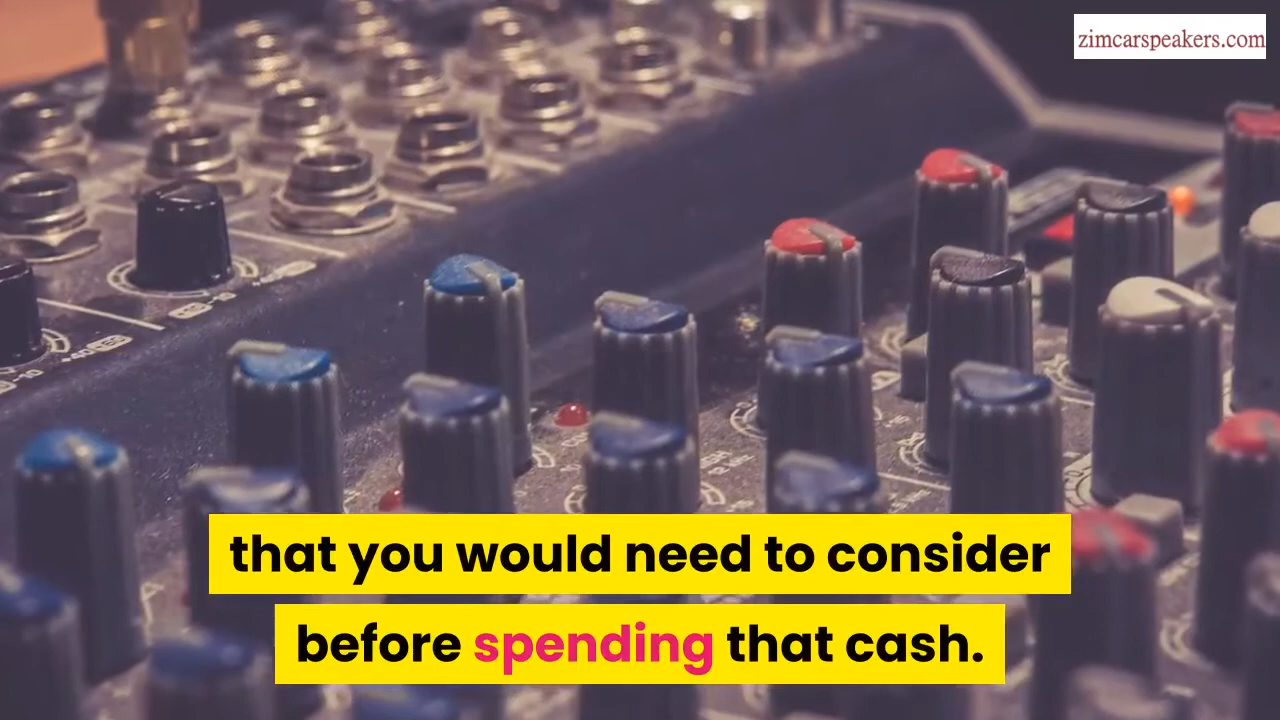 zimcarspeakers.com
that you would need to consider
before spending that cash.